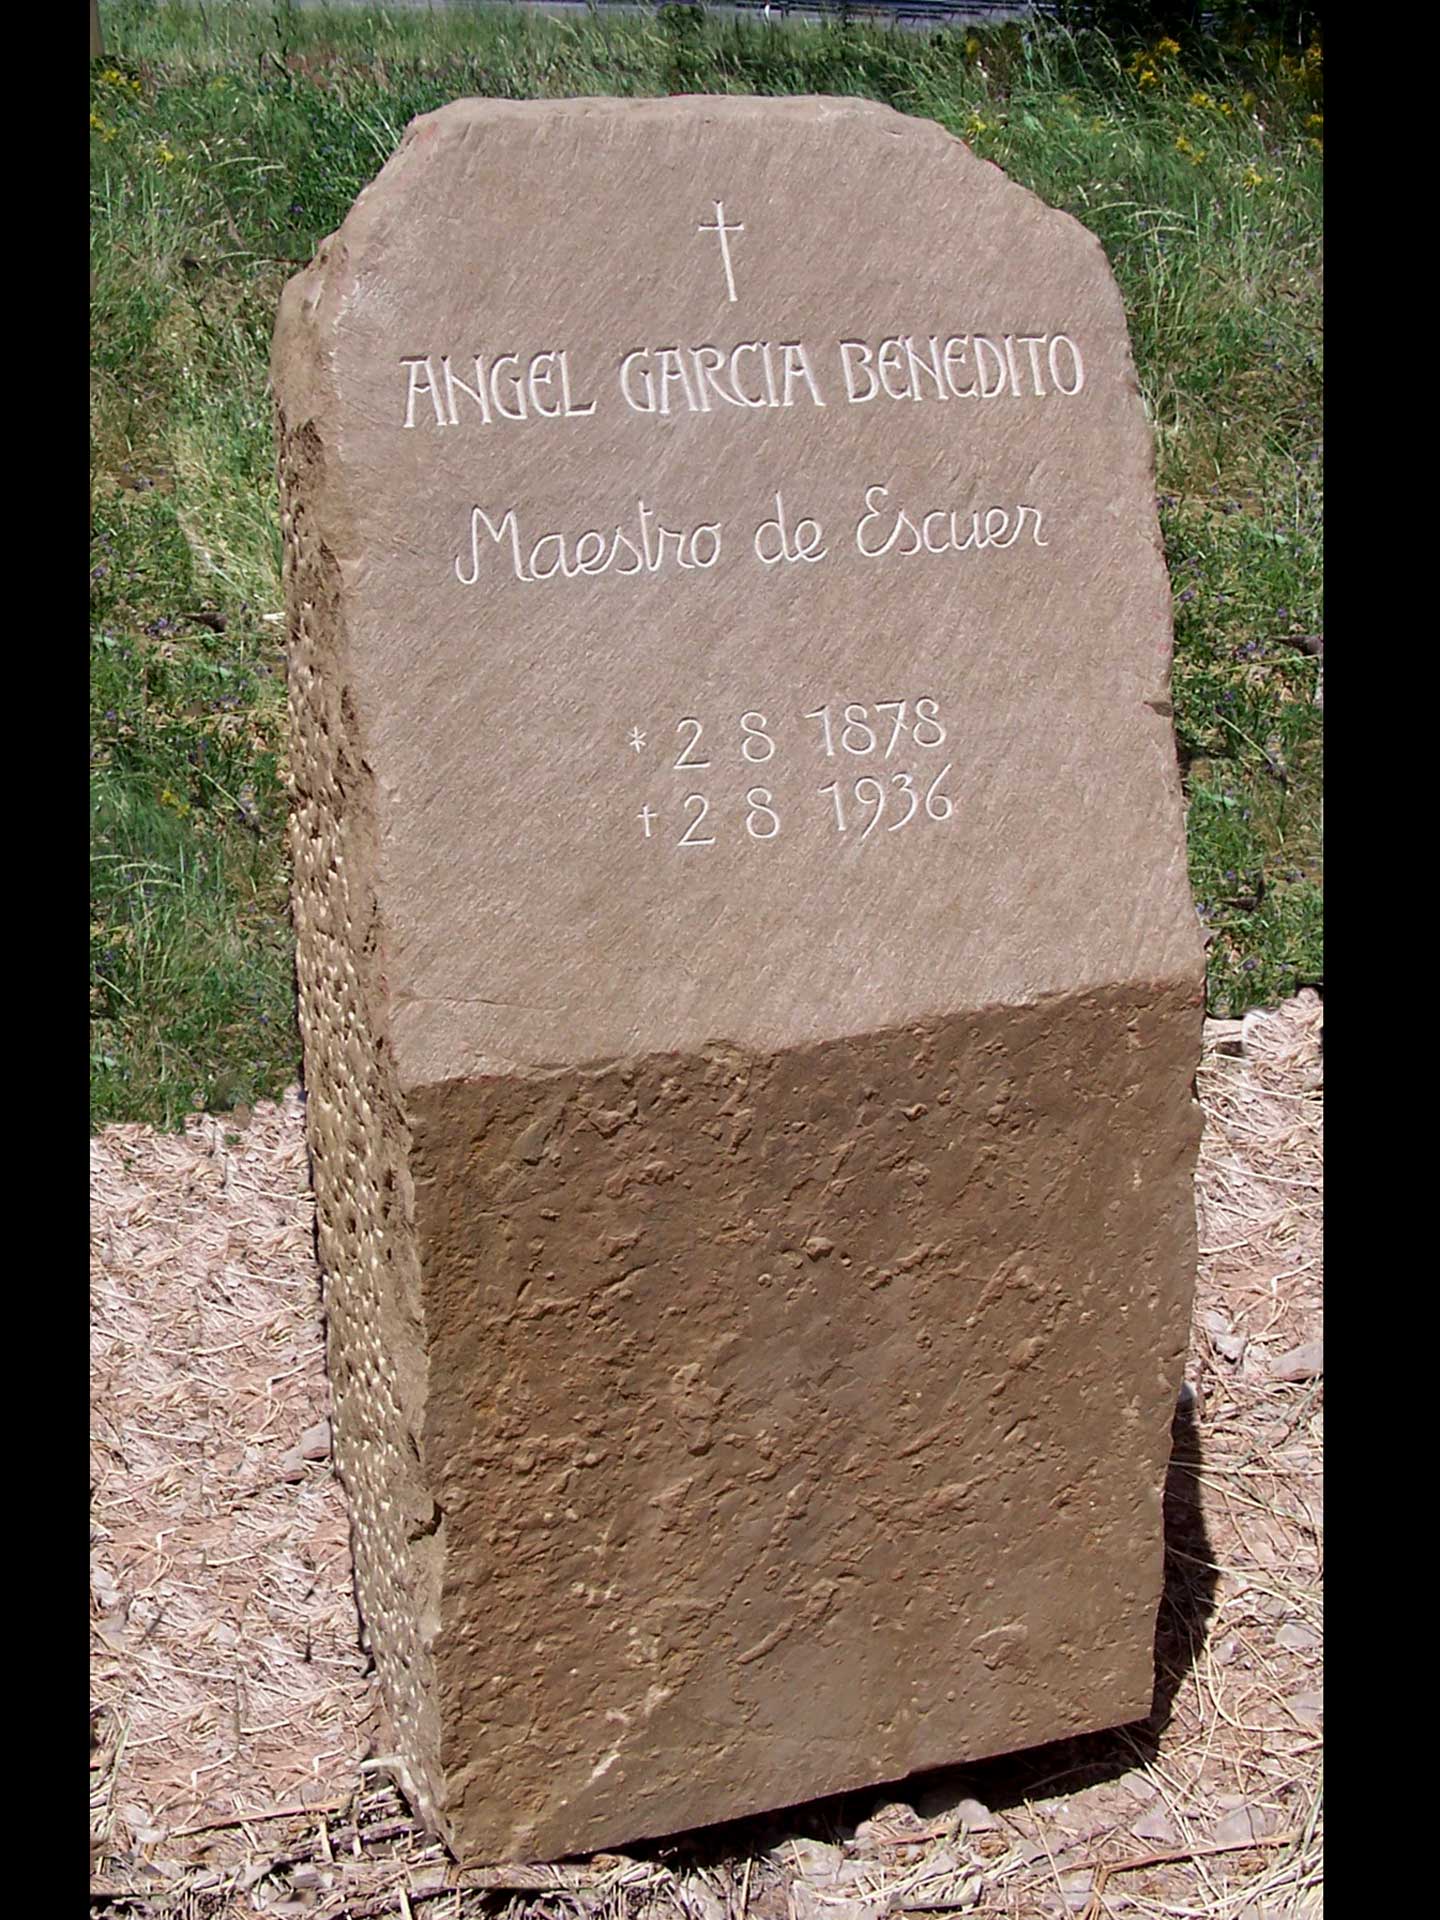 ANGEL GARCIA BENEDITO
Maestro de Escuer
* 2 8 1878
† 2 8 1936